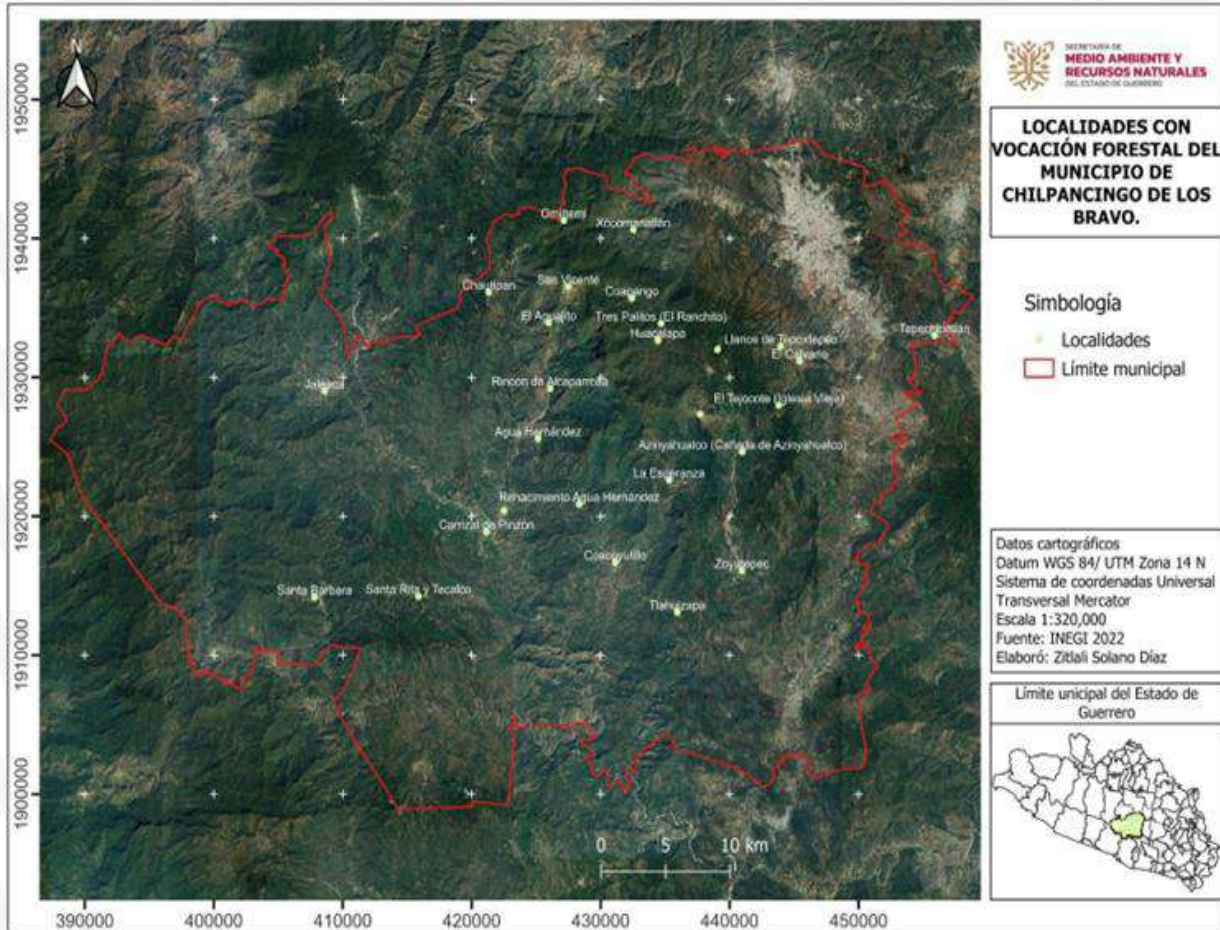 N
1950000
1940000
1930000
1920000
1910000
1900000
390000 400000 410000 420000 430000 440000 450000
Omiltemi
Xocomanatlán
Chautipan
San Vicente
Coapango
El Aguajito
Tres Palitos (El Ranchito)
Huacalapa
Llanos de Tepoxtepec
El Calvario
Tepechicotlán
Jaleaca
Rincón de Alcaparrosa
El Tejocote (Iglesia Vieja)
Agua Hernández
Azinyahualco (Cañada de Azinyahualco)
La Esperanza
Renacimiento Agua Hernández
Carrizal de Pinzón
Coacoyulillo
Zoyatepec
Santa Bárbara
Santa Rita y Tecalco
Tlahuizapa
0 5 10 km
SECRETARÍA DE
MEDIO AMBIENTE Y
RECURSOS NATURALES
DEL ESTADO DE GUERRERO
LOCALIDADES CON
VOCACIÓN FORESTAL DEL
MUNICIPIO DE
CHILPANCINGO DE LOS
BRAVO.
Simbología
Localidades
Límite municipal
Datos cartográficos
Datum WGS 84/ UTM Zona 14 N
Sistema de coordenadas Universal
Transversal Mercator
Escala 1:320,000
Fuente: INEGI 2022
Elaboró: Zitlali Solano Díaz
Límite unicipal del Estado de
Guerrero